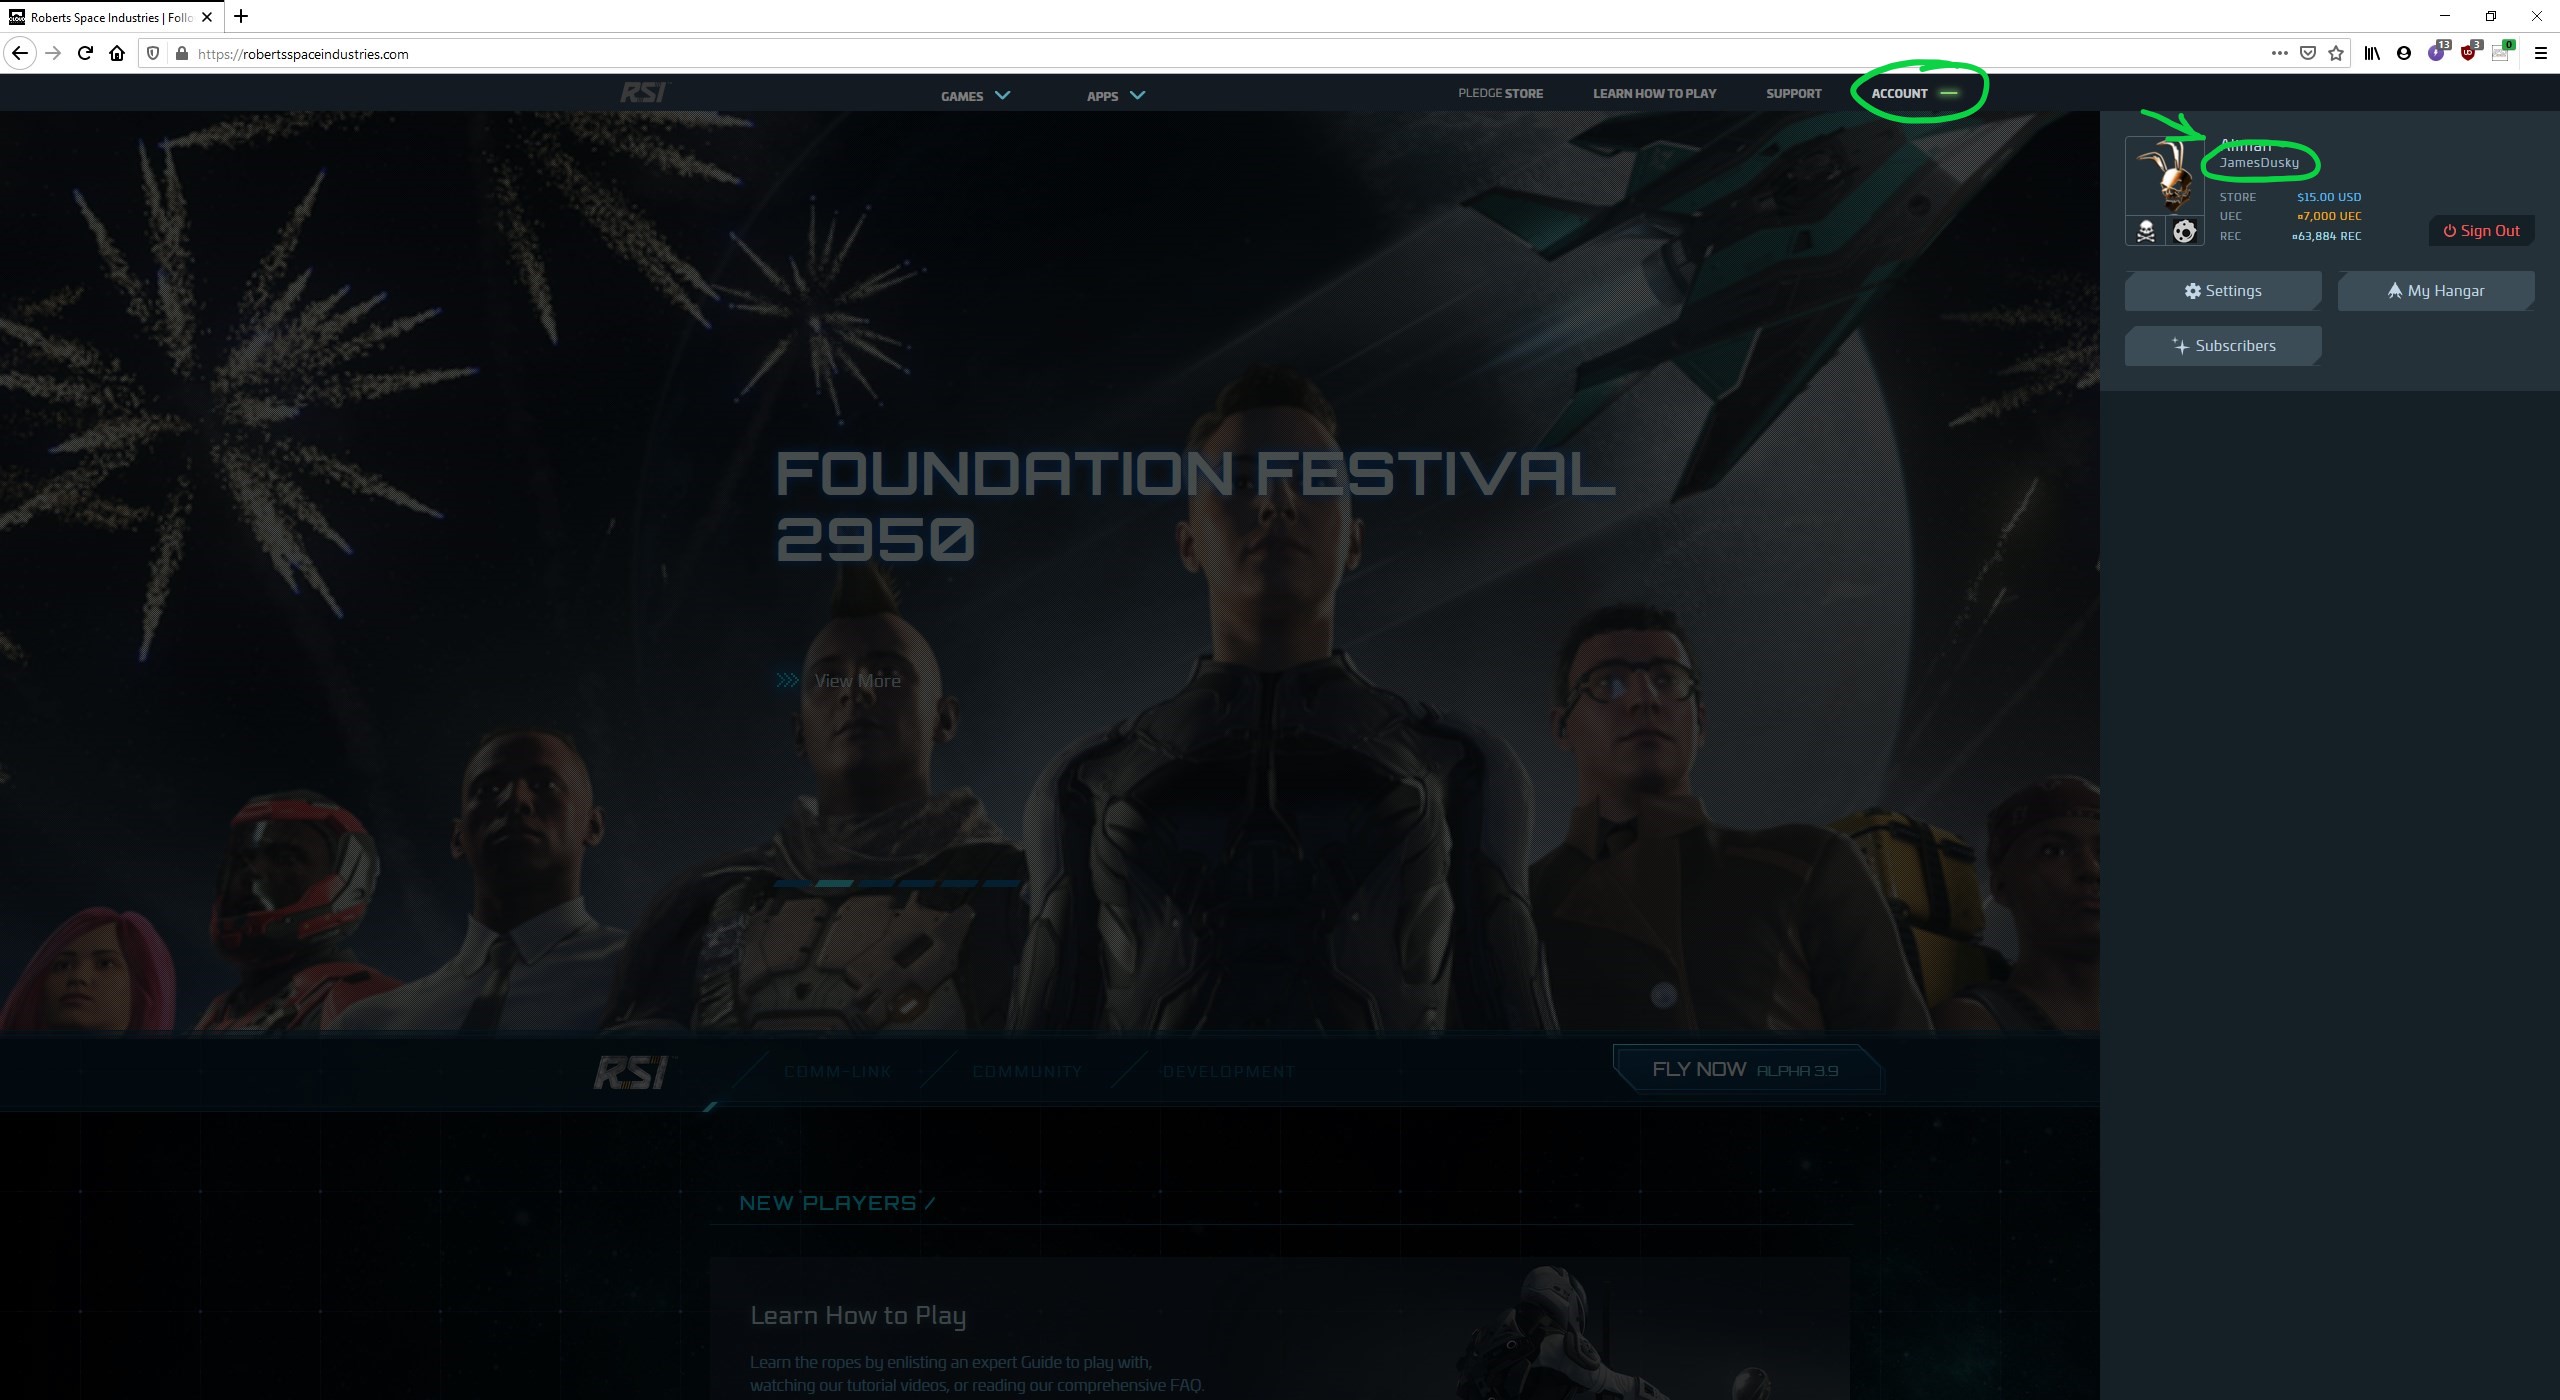 Roberts Space Industries | Follo
https://robertsspaceindustries.com
13
3
0
RSI
GAMES
APPS
PLEDGE STORE
LEARN HOW TO PLAY
SUPPORT
ACCOUNT
JamesDusky
STORE $15.00 USD
UEC ¤7,000 UEC
REC ¤63,884 REC
Sign Out
Settings
My Hangar
Subscribers
FOUNDATION FESTIVAL
2950
View More
RSI
COMM-LINK
COMMUNITY
DEVELOPMENT
FLY NOW ALPHA 3.9
NEW PLAYERS /
Learn How to Play
Learn the ropes by enlisting an expert Guide to play with,
watching our tutorial videos, or reading our comprehensive FAQ.